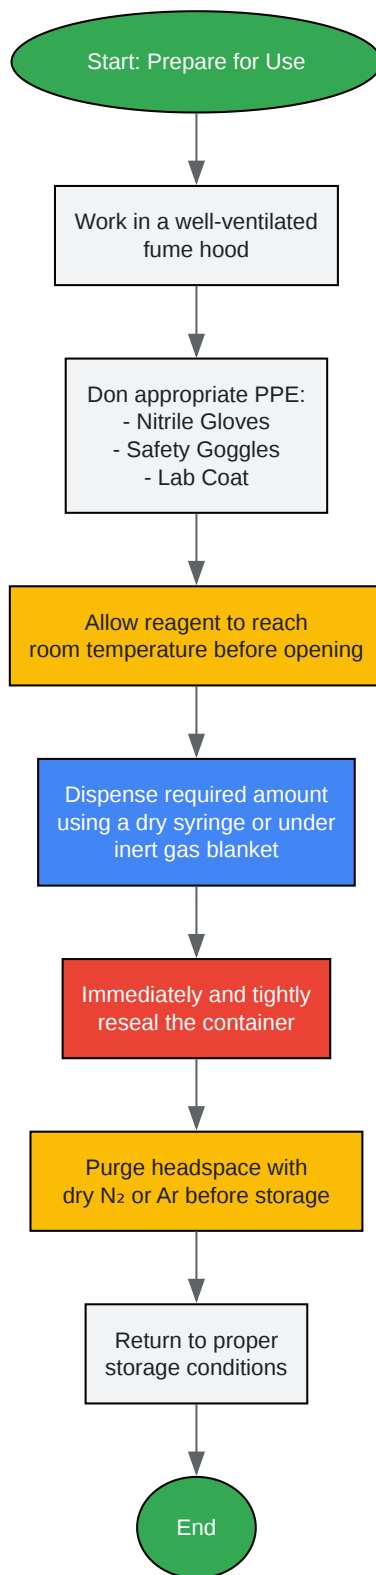 Start: Prepare for Use
Work in a well-ventilated
fume hood
Don appropriate PPE:
- Nitrile Gloves
- Safety Goggles
- Lab Coat
Allow reagent to reach
room temperature before opening
Dispense required amount
using a dry syringe or under
inert gas blanket
Immediately and tightly
reseal the container
Purge headspace with
dry N₂ or Ar before storage
Return to proper
storage conditions
End